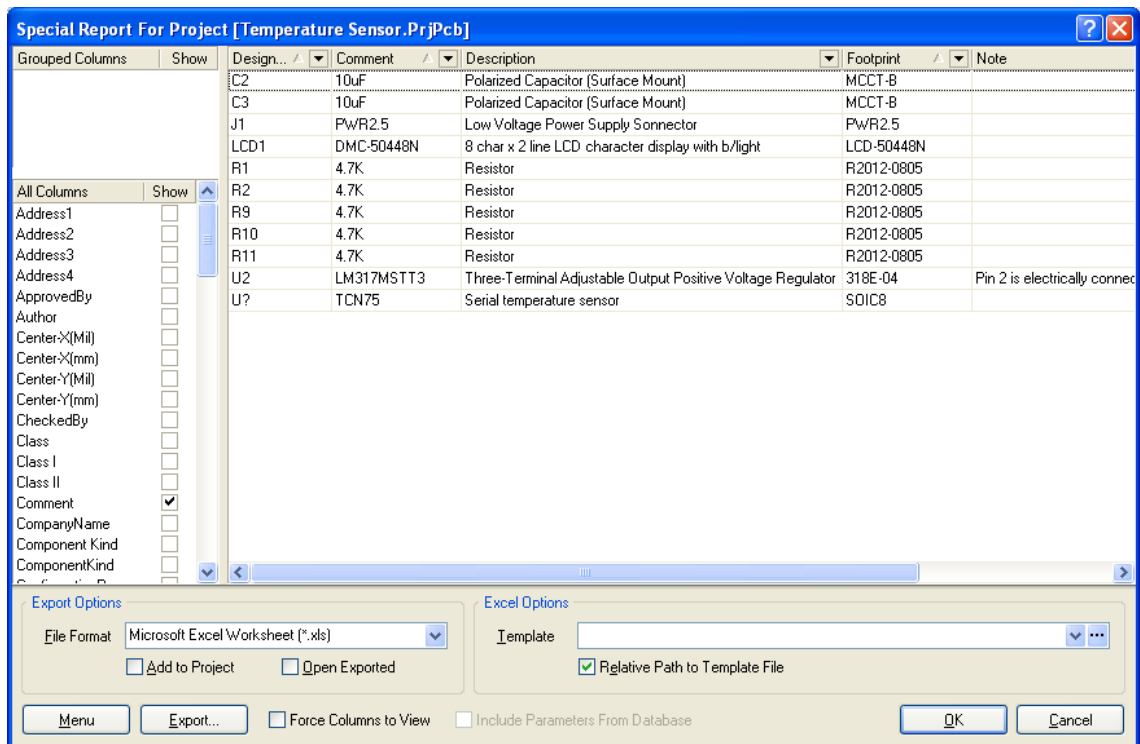 Special Report For Project [Temperature Sensor.PrjPcb]
Grouped Columns Show
Design... Comment Description Footprint Note
C2 10uF Polarized Capacitor (Surface Mount) MCCT-B
C3 10uF Polarized Capacitor (Surface Mount) MCCT-B
J1 PWR2.5 Low Voltage Power Supply Sonnector PWR2.5
LCD1 DMC-50448N 8 char x 2 line LCD character display with b/light LCD-50448N
R1 4.7K Resistor R2012-0805
R2 4.7K Resistor R2012-0805
R9 4.7K Resistor R2012-0805
R10 4.7K Resistor R2012-0805
R11 4.7K Resistor R2012-0805
U2 LM317MSTT3 Three-Terminal Adjustable Output Positive Voltage Regulator 318E-04 Pin 2 is electrically connec
U? TCN75 Serial temperature sensor SOIC8
All Columns Show
Address1
Address2
Address3
Address4
ApprovedBy
Author
Center-X(Mil)
Center-X(mm)
Center-Y(Mil)
Center-Y(mm)
CheckedBy
Class
Class I
Class II
Comment
CompanyName
Component Kind
ComponentKind
Export Options
File Format Microsoft Excel Worksheet (*.xls)
Add to Project Open Exported
Excel Options
Template
Relative Path to Template File
Menu Export... Force Columns to View Include Parameters From Database OK Cancel